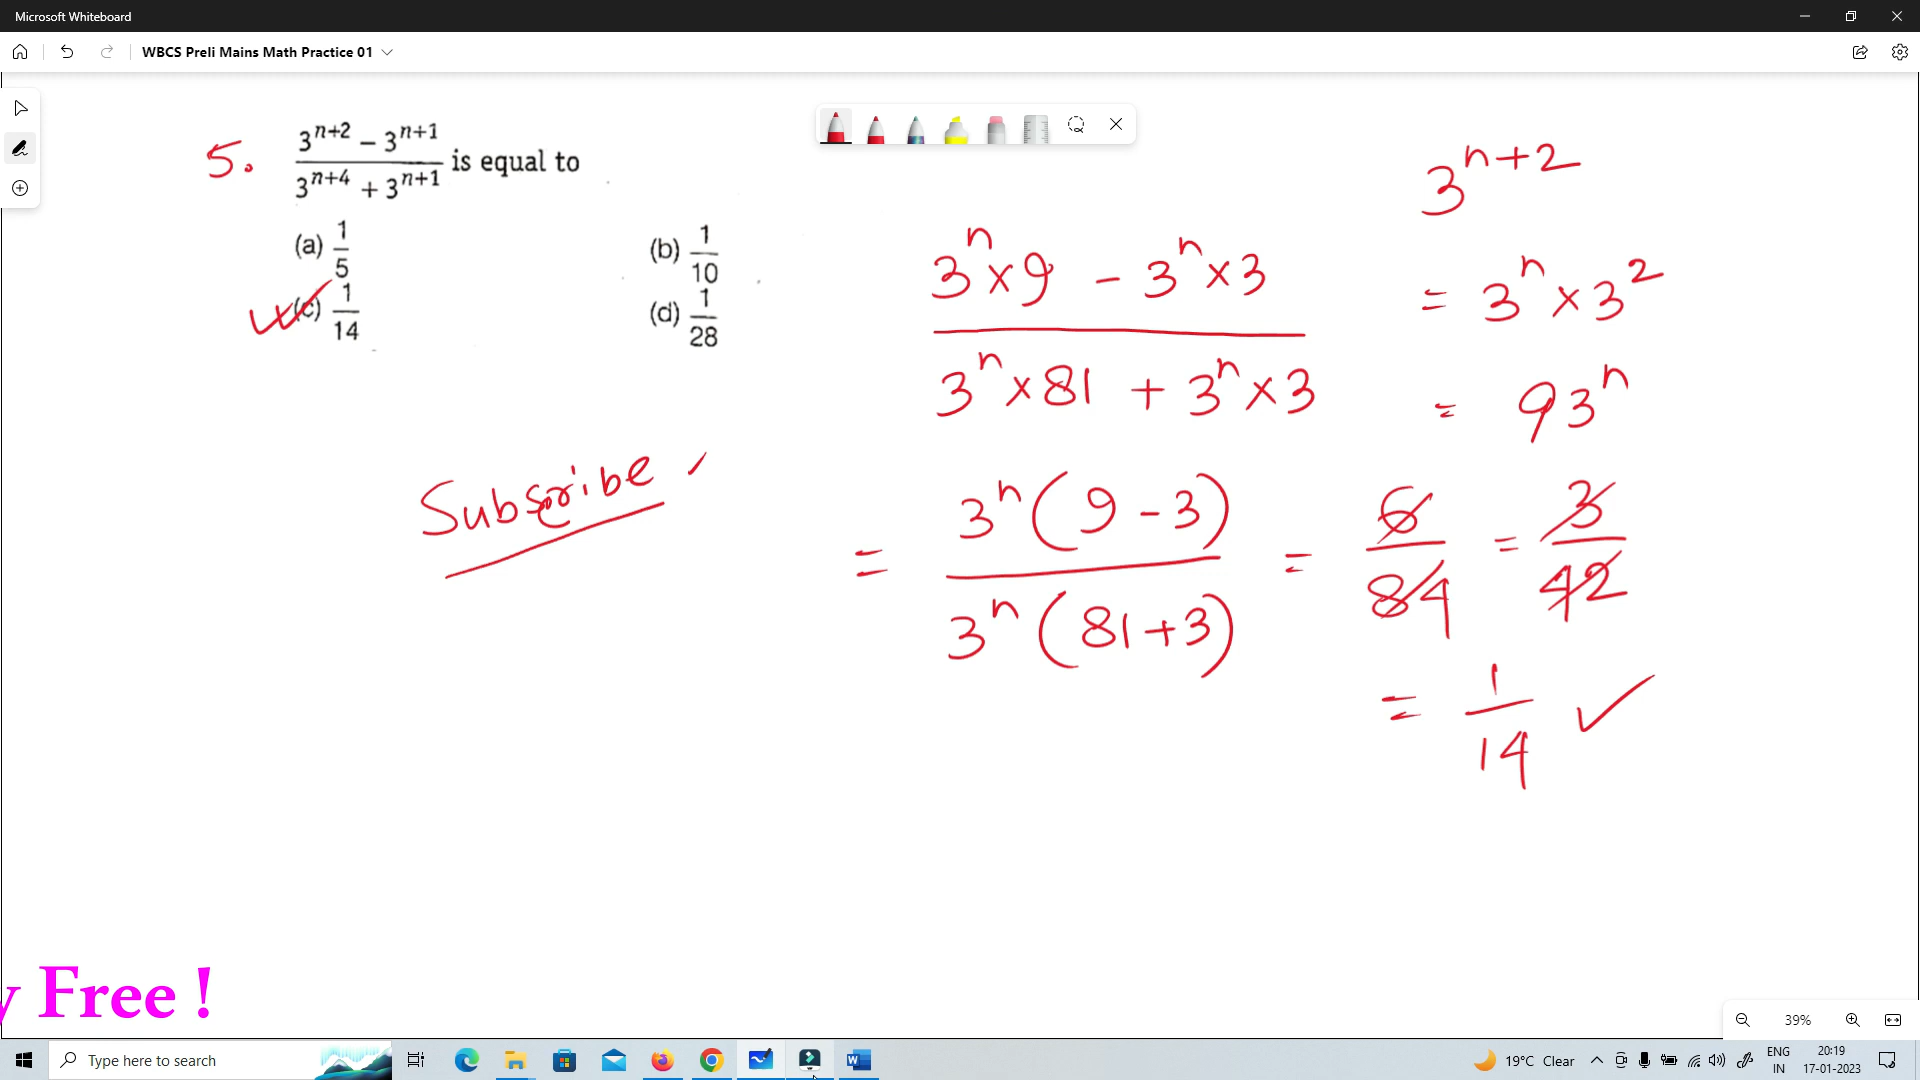 Microsoft Whiteboard
WBCS Preli Mains Math Practice 01
5. (3^{n+2} − 3^{n+1})/(3^{n+4} + 3^{n+1}) is equal to
(a) 1/5
(b) 1/10
(c) 1/14
(d) 1/28
3^{n+2}
= 3^n × 3^2
= 93^n
(3^n × 9 − 3^n × 3)/(3^n × 81 + 3^n × 3)
= 3^n(9 − 3)/3^n(81 + 3) = 6/84 = 3/42
= 1/14 ✓
Subscribe
y Free !
39%
Type here to search
19°C Clear
ENG
IN
20:19
17-01-2023